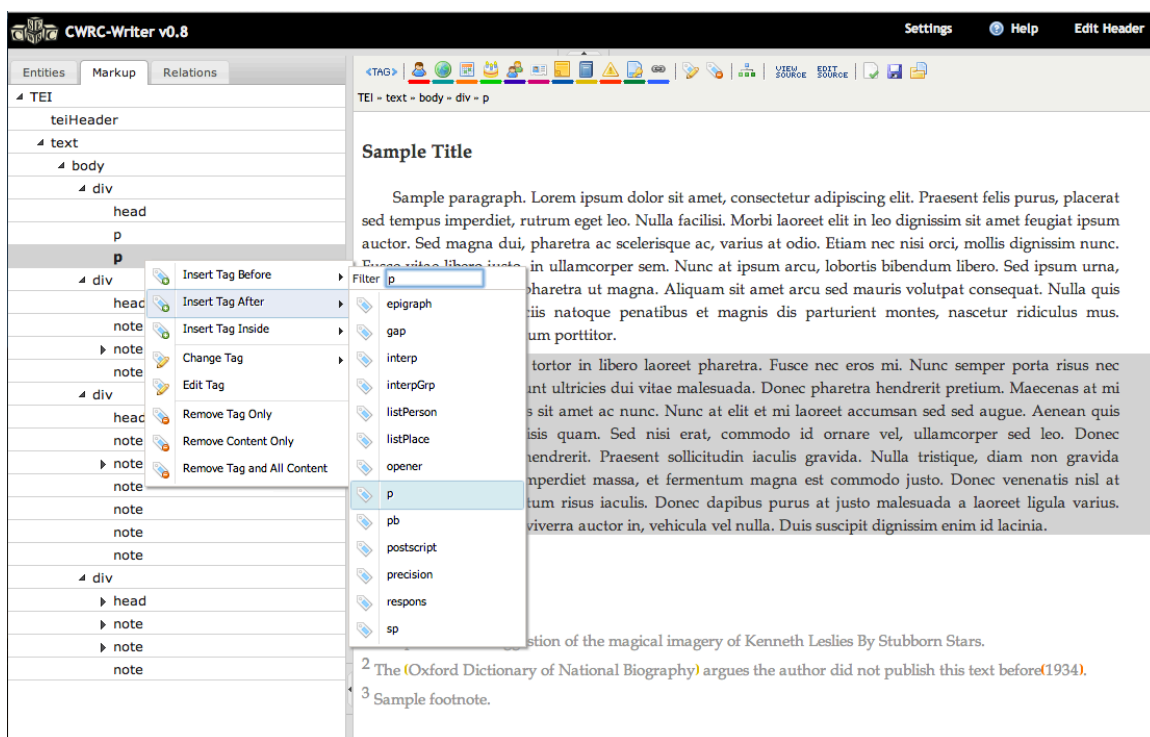 CWRC-Writer v0.8
Settings
Help
Edit Header
Entities
Markup
Relations
<TAG>
VIEW SOURCE
EDIT SOURCE
TEI - text - body - div - p
TEI
teiHeader
text
body
div
head
p
p
div
head
note
note
note
div
head
note
note
note
note
note
note
div
head
note
note
note
Insert Tag Before
Insert Tag After
Insert Tag Inside
Change Tag
Edit Tag
Remove Tag Only
Remove Content Only
Remove Tag and All Content
Filter p
epigraph
gap
interp
interpGrp
listPerson
listPlace
opener
p
pb
postscript
precision
respons
sp
Sample Title
Sample paragraph. Lorem ipsum dolor sit amet, consectetur adipiscing elit. Praesent felis purus, placerat
sed tempus imperdiet, rutrum eget leo. Nulla facilisi. Morbi laoreet elit in leo dignissim sit amet feugiat ipsum
auctor. Sed magna dui, pharetra ac scelerisque ac, varius at odio. Etiam nec nisi orci, mollis dignissim nunc.
in ullamcorper sem. Nunc at ipsum arcu, lobortis bibendum libero. Sed ipsum urna,
pharetra ut magna. Aliquam sit amet arcu sed mauris volutpat consequat. Nulla quis
ciis natoque penatibus et magnis dis parturient montes, nascetur ridiculus mus.
um porttitor.
tortor in libero laoreet pharetra. Fusce nec eros mi. Nunc semper porta risus nec
unt ultricies dui vitae malesuada. Donec pharetra hendrerit pretium. Maecenas at mi
s sit amet ac nunc. Nunc at elit et mi laoreet accumsan sed sed augue. Aenean quis
isis quam. Sed nisi erat, commodo id ornare vel, ullamcorper sed leo. Donec
hendrerit. Praesent sollicitudin iaculis gravida. Nulla tristique, diam non gravida
mperdiet massa, et fermentum magna est commodo justo. Donec venenatis nisl at
tum risus iaculis. Donec dapibus purus at justo malesuada a laoreet ligula varius.
viverra auctor in, vehicula vel nulla. Duis suscipit dignissim enim id lacinia.
stion of the magical imagery of Kenneth Leslies By Stubborn Stars.
2 The (Oxford Dictionary of National Biography) argues the author did not publish this text before(1934).
3 Sample footnote.